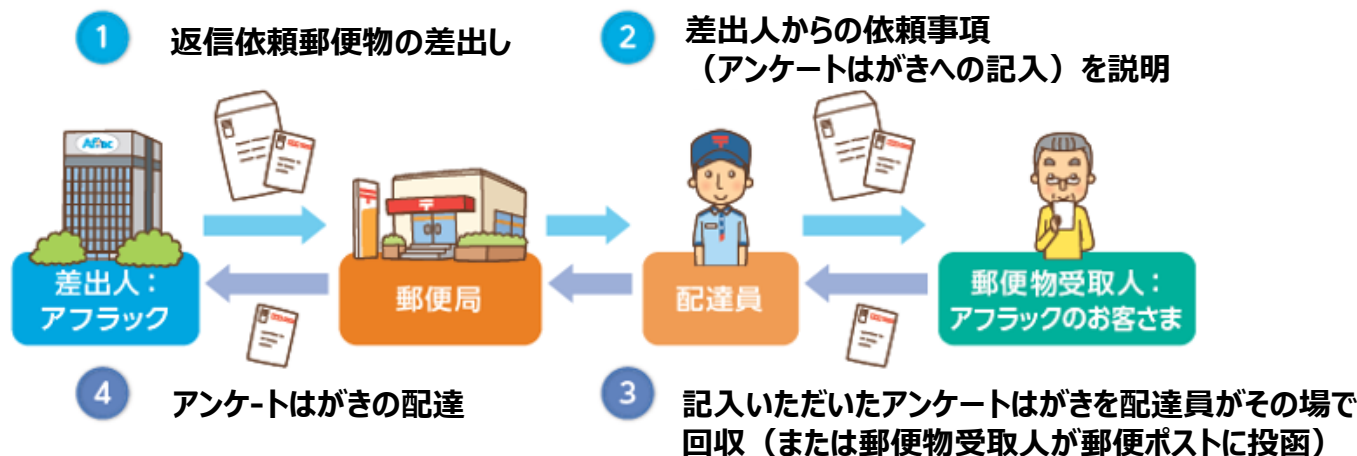 1
返信依頼郵便物の差出し
2
差出人からの依頼事項
（アンケートはがきへの記入）を説明
Aflac
差出人：
アフラック
郵便局
配達員
郵便物受取人：
アフラックのお客さま
4
アンケ-トはがきの配達
3
記入いただいたアンケートはがきを配達員がその場で
回収（または郵便物受取人が郵便ポストに投函）